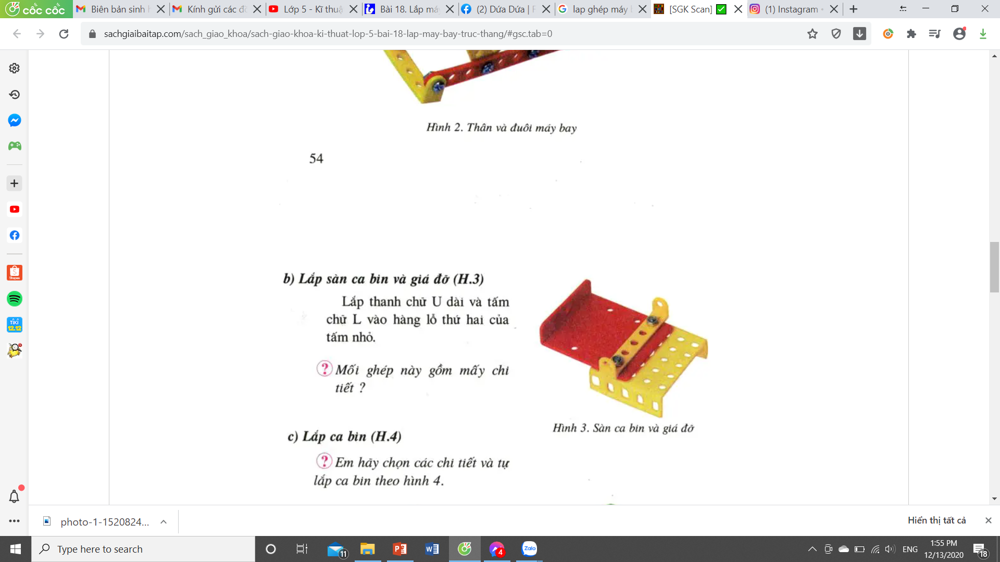 cốc cốc
Biên bản sinh h
Kính gửi các đ
Lớp 5 - Kĩ thuậ
Bài 18. Lắp má
(2) Dứa Dứa | F
lap ghép máy b
[SGK Scan] ✅
(1) Instagram •
sachgiaibaitap.com/sach_giao_khoa/sach-giao-khoa-ki-thuat-lop-5-bai-18-lap-may-bay-truc-thang/#gsc.tab=0
Hình 2. Thân và đuôi máy bay
54
b) Lắp sàn ca bin và giá đỡ (H.3)
Lắp thanh chữ U dài và tấm
chữ L vào hàng lỗ thứ hai của
tấm nhỏ.
? Mối ghép này gồm mấy chi
tiết ?
Hình 3. Sàn ca bin và giá đỡ
c) Lắp ca bin (H.4)
? Em hãy chọn các chi tiết và tự
lắp ca bin theo hình 4.
Shopee
TIKI
12.12
photo-1-1520824...
Hiển thị tất cả
Type here to search
11
4
Zalo
ENG
1:55 PM
12/13/2020
18